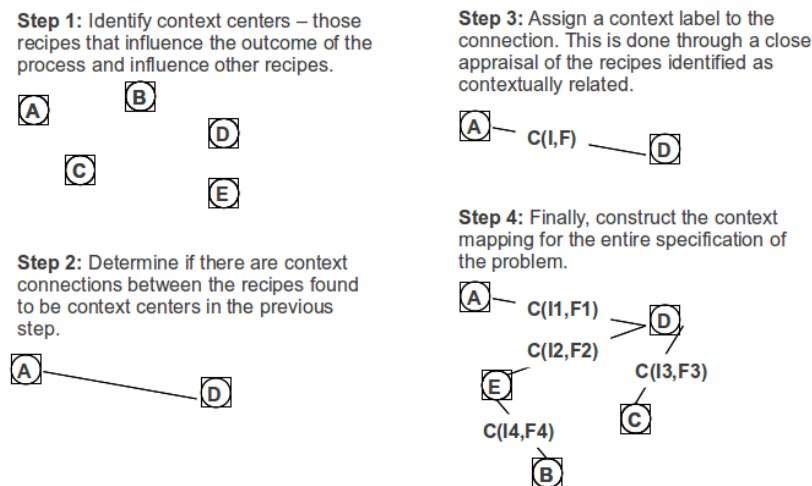 Step 1: Identify context centers – those
recipes that influence the outcome of the
process and influence other recipes.
A
B
D
C
E
Step 2: Determine if there are context
connections between the recipes found
to be context centers in the previous
step.
A
D
Step 3: Assign a context label to the
connection. This is done through a close
appraisal of the recipes identified as
contextually related.
A
C(I,F)
D
Step 4: Finally, construct the context
mapping for the entire specification of
the problem.
A
C(I1,F1)
D
C(I2,F2)
E
C(I3,F3)
C
C(I4,F4)
B